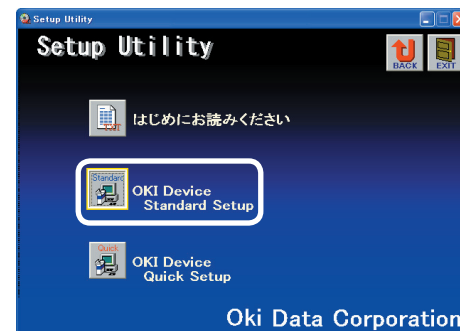 Setup Utility
Setup Utility
BACK
EXIT
TXT
はじめにお読みください
Standard
OKI Device
Standard Setup
Quick
OKI Device
Quick Setup
Oki Data Corporation